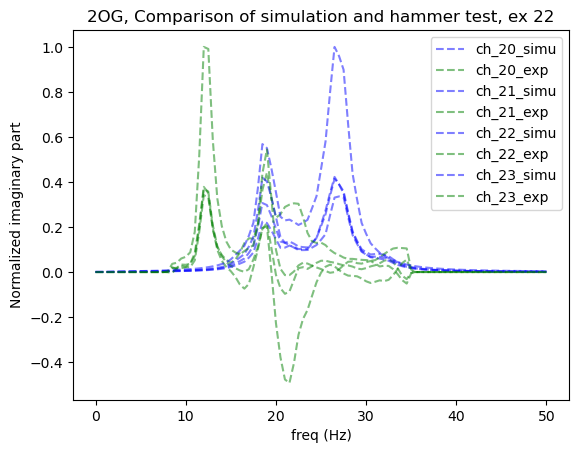 2OG, Comparison of simulation and hammer test, ex 22
ch_20_simu
ch_20_exp
ch_21_simu
ch_21_exp
ch_22_simu
ch_22_exp
ch_23_simu
ch_23_exp
Normalized imaginary part
1.0
0.8
0.6
0.4
0.2
0.0
−0.2
−0.4
0
10
20
30
40
50
freq (Hz)